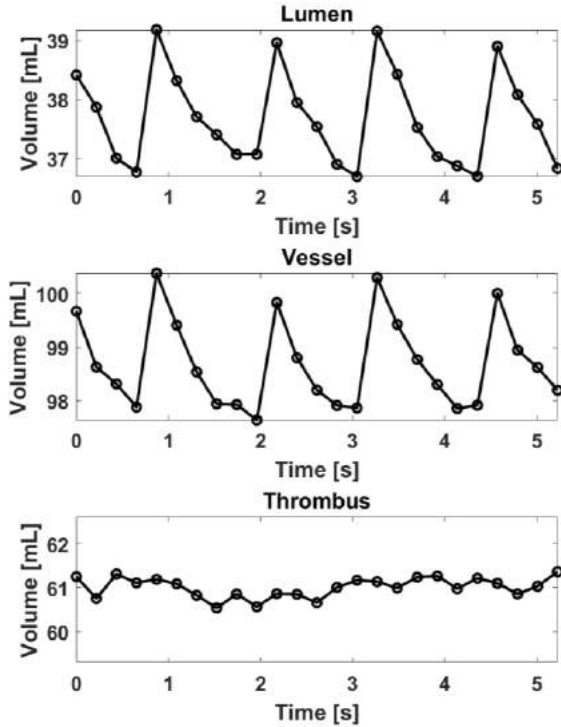 Lumen
Volume [mL]
39
38
37
0 1 2 3 4 5
Time [s]
Vessel
Volume [mL]
100
99
98
0 1 2 3 4 5
Time [s]
Thrombus
Volume [mL]
62
61
60
0 1 2 3 4 5
Time [s]